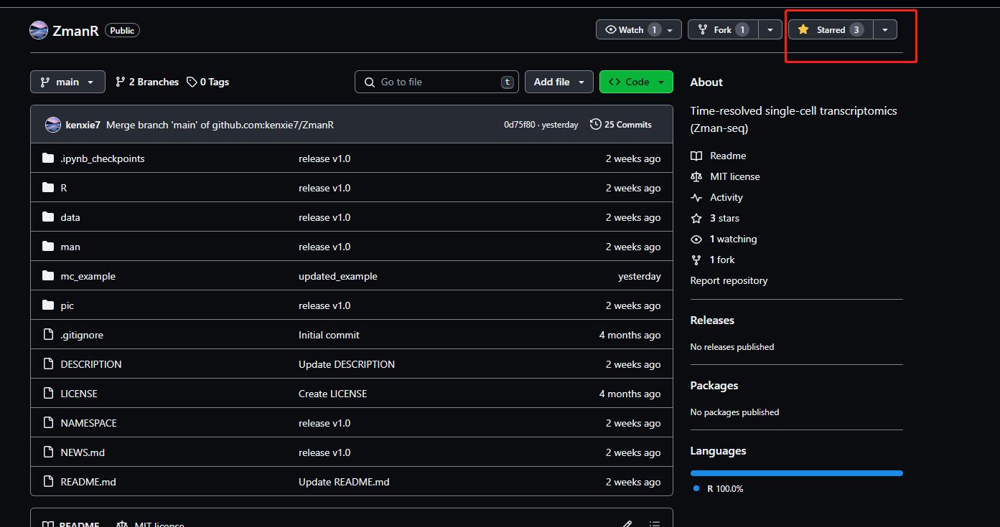 ZmanR Public Watch 1 Fork 1 Starred 3
main 2 Branches 0 Tags Go to file t Add file Code
About
Time-resolved single-cell transcriptomics
(Zman-seq)
Readme
MIT license
Activity
3 stars
1 watching
1 fork
Report repository
Releases
No releases published
Packages
No packages published
Languages
R 100.0%
kenxie7 Merge branch 'main' of github.com:kenxie7/ZmanR 0d75f80 · yesterday 25 Commits
.ipynb_checkpoints release v1.0 2 weeks ago
R release v1.0 2 weeks ago
data release v1.0 2 weeks ago
man release v1.0 2 weeks ago
mc_example updated_example yesterday
pic release v1.0 2 weeks ago
.gitignore Initial commit 4 months ago
DESCRIPTION Update DESCRIPTION 2 weeks ago
LICENSE Create LICENSE 4 months ago
NAMESPACE release v1.0 2 weeks ago
NEWS.md release v1.0 2 weeks ago
README.md Update README.md 2 weeks ago
README MIT license